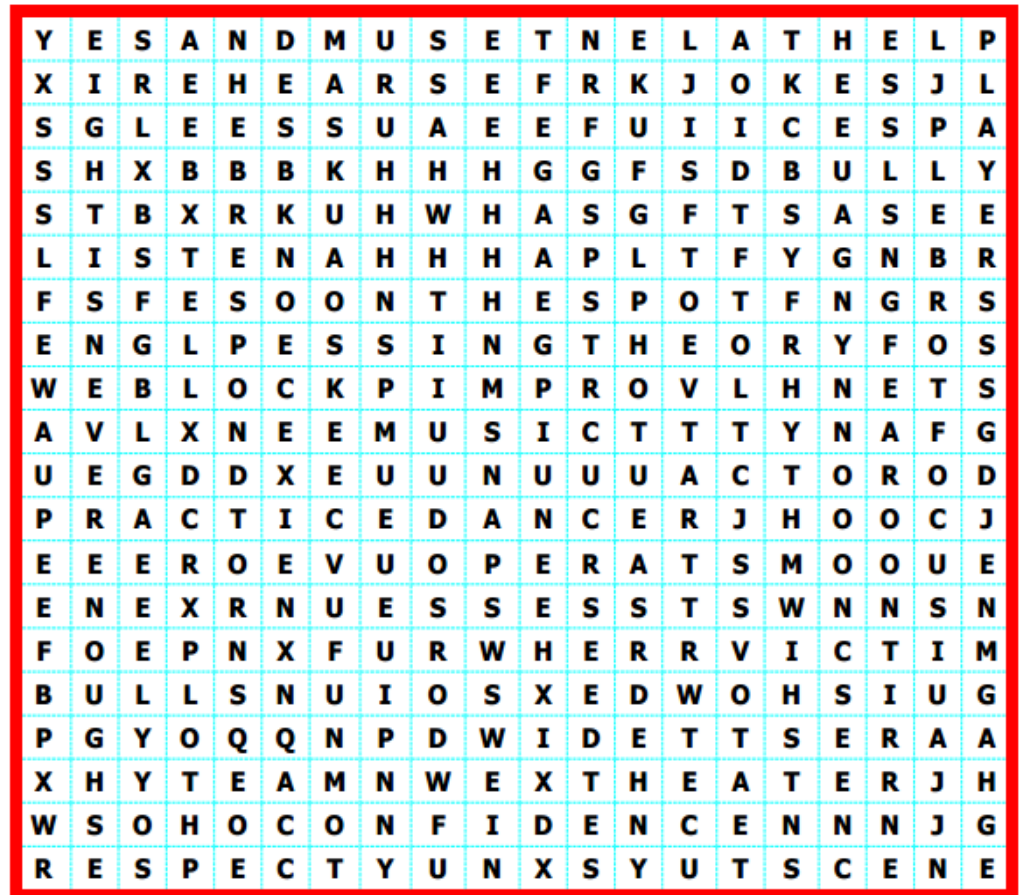 Y E S A N D M U S E T N E L A T H E L P
X I R E H E A R S E F R K J O K E S J L
S G L E E S S U A E E F U I I C E S P A
S H X B B B K H H H G G F S D B U L L Y
S T B X R K U H W H A S G F T S A S E E
L I S T E N A H H H A P L T F Y G N B R
F S F E S O O N T H E S P O T F N G R S
E N G L P E S S I N G T H E O R Y F O S
W E B L O C K P I M P R O V L H N E T S
A V L X N E E M U S I C T T T Y N A F G
U E G D D X E U U N U U U A C T O R O D
P R A C T I C E D A N C E R J H O O C J
E E E R O E V U O P E R A T S M O O U E
E N E X R N U E S S E S S T S W N N S N
F O E P N X F U R W H E R R V I C T I M
B U L L S N U I O S X E D W O H S I U G
P G Y O Q Q N P D W I D E T T S E R A A
X H Y T E A M N W E X T H E A T E R J H
W S O H O C O N F I D E N C E N N N J G
R E S P E C T Y U N X S Y U T S C E N E